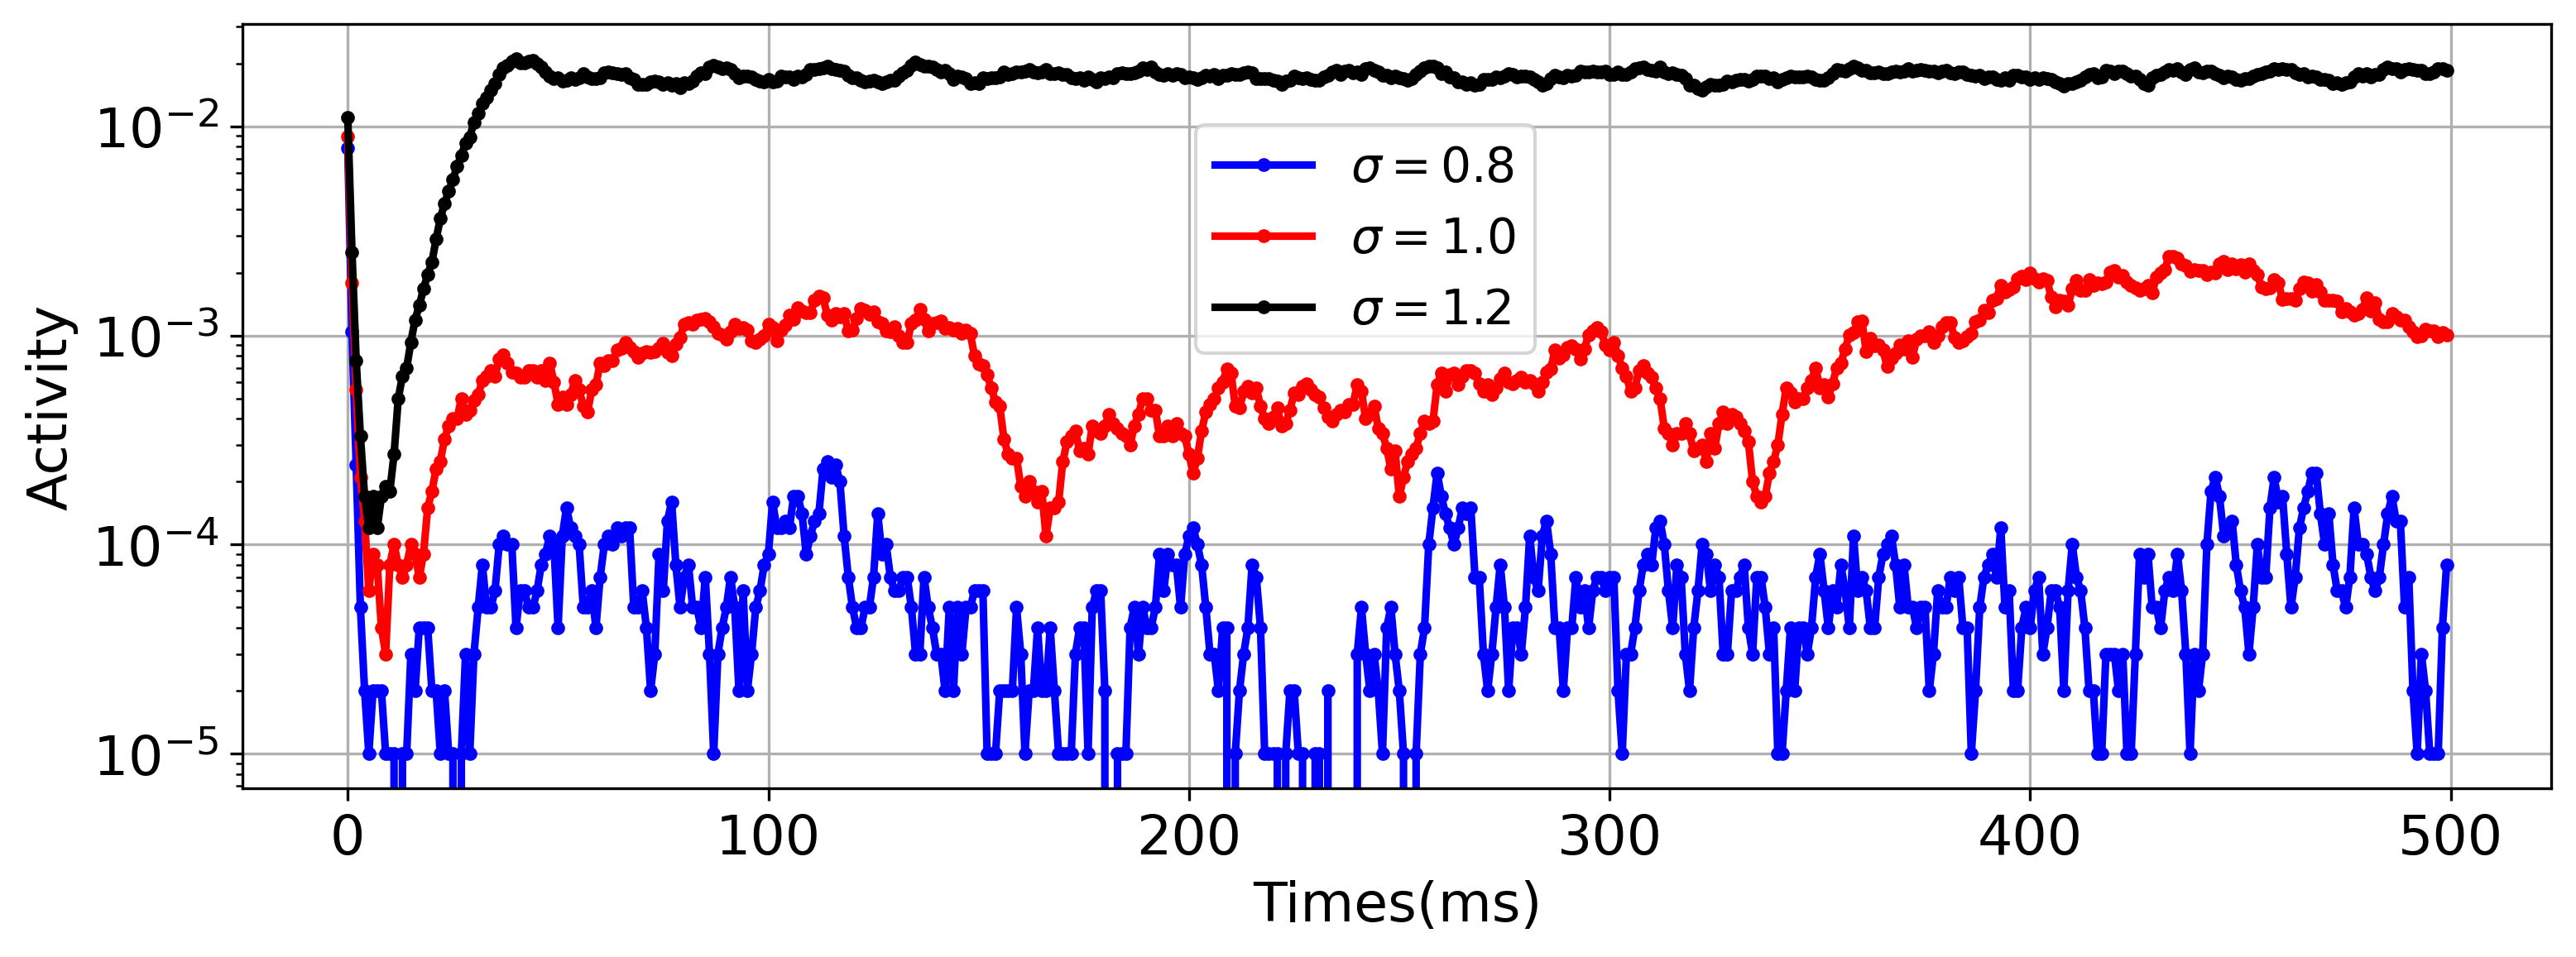 Activity
10⁻²
10⁻³
10⁻⁴
10⁻⁵
σ = 0.8
σ = 1.0
σ = 1.2
0 100 200 300 400 500
Times(ms)